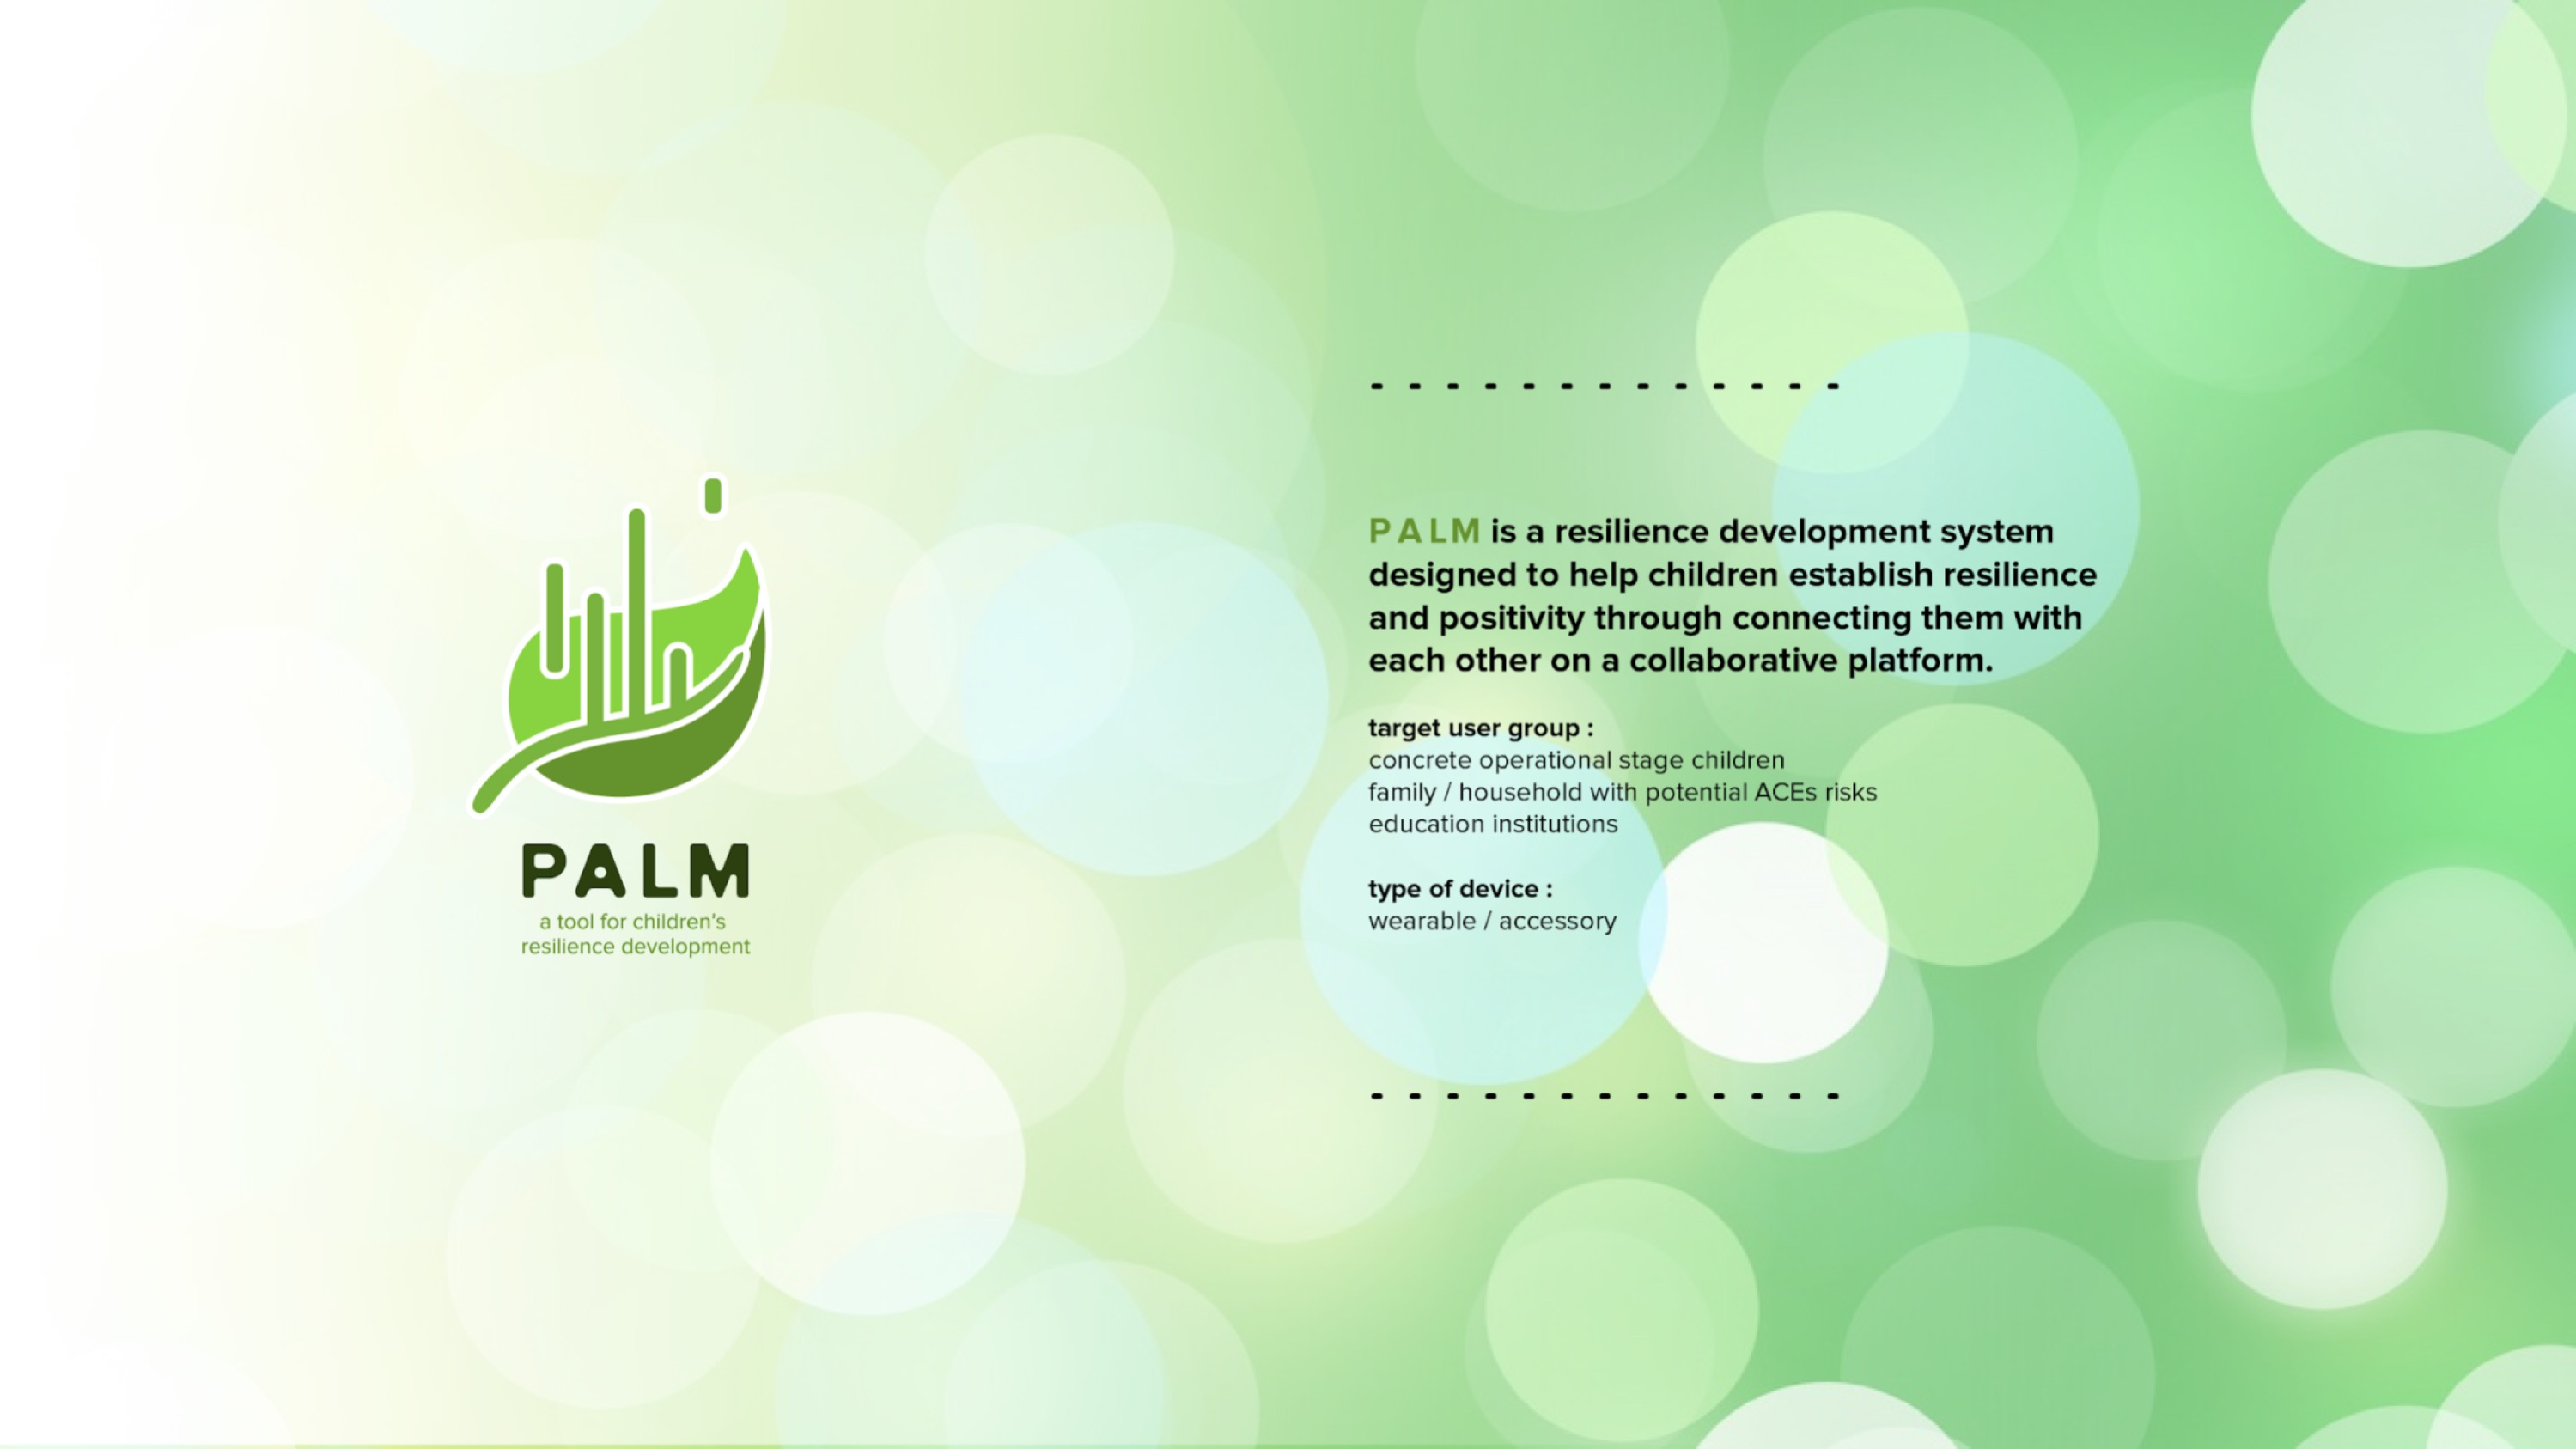 PALM
a tool for children's
resilience development
- - - - - - - - - - - - -
PALM is a resilience development system
designed to help children establish resilience
and positivity through connecting them with
each other on a collaborative platform.
target user group :
concrete operational stage children
family / household with potential ACEs risks
education institutions
type of device :
wearable / accessory
- - - - - - - - - - - - -